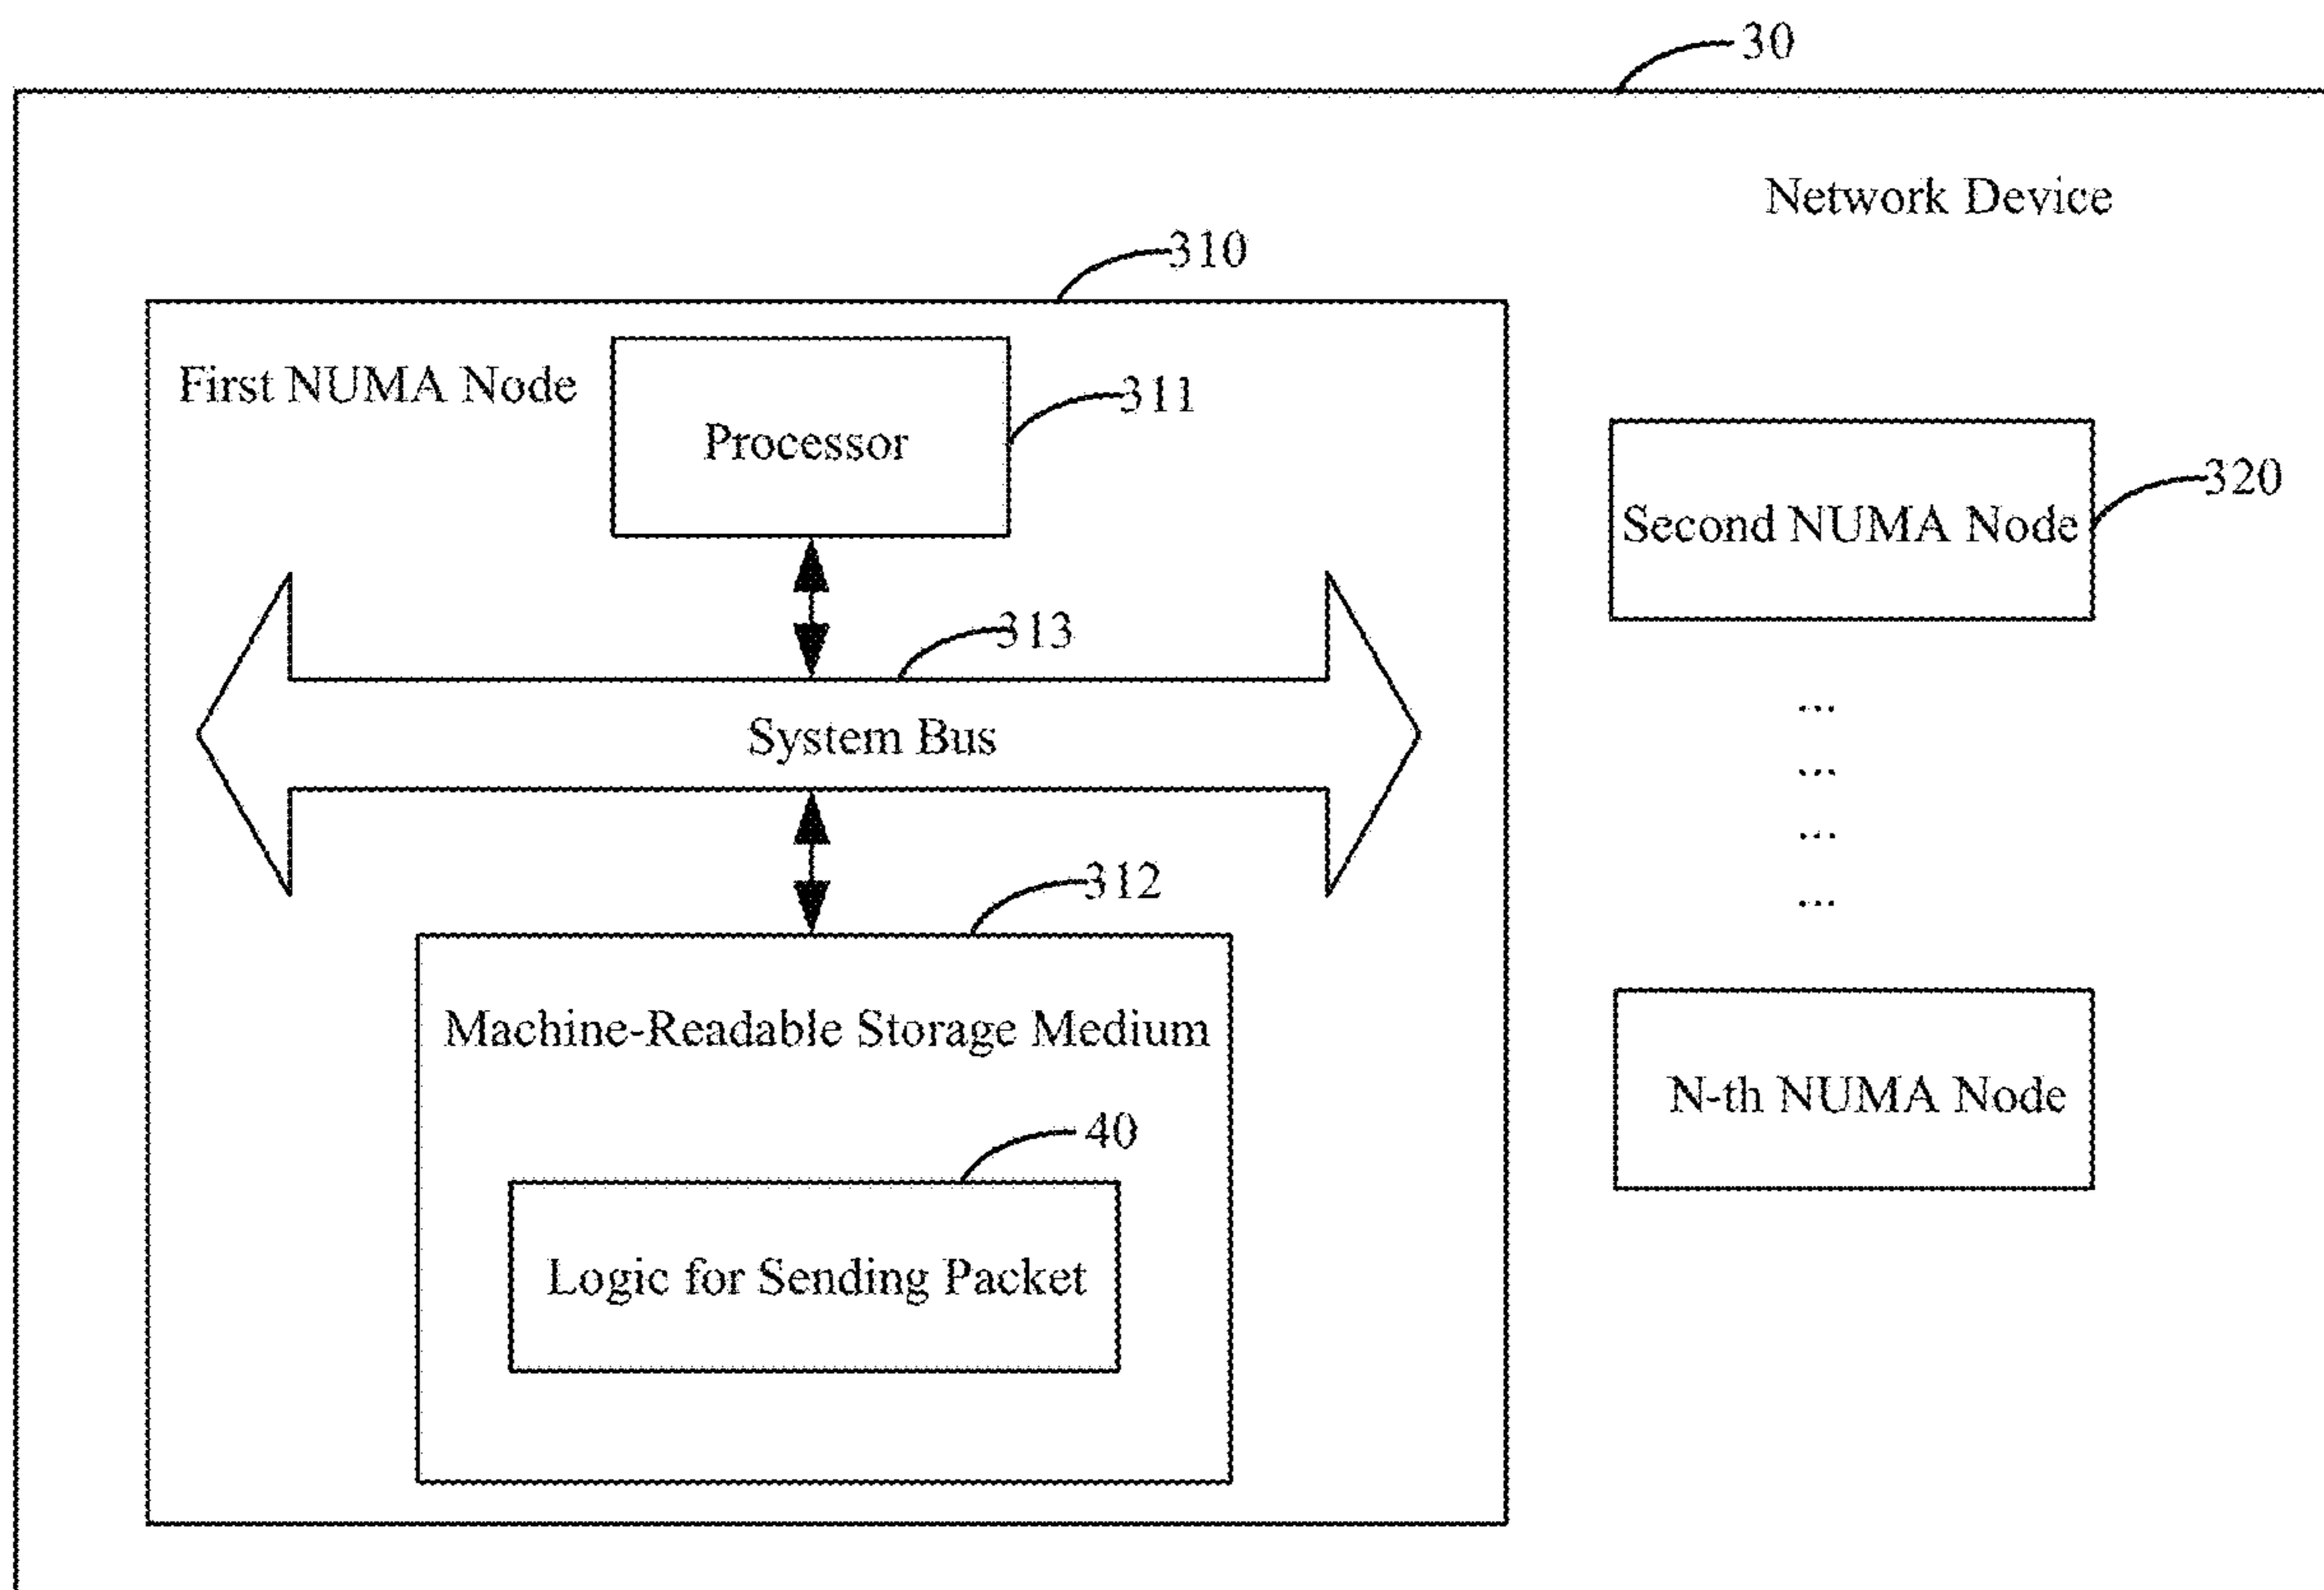 30
Network Device
310
First NUMA Node
311
Processor
320
Second NUMA Node
313
System Bus
...
...
...
...
312
Machine-Readable Storage Medium
N-th NUMA Node
40
Logic for Sending Packet